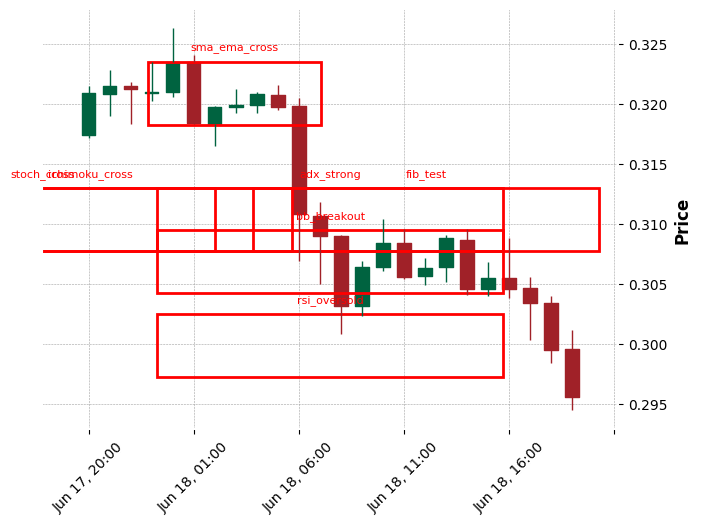 sma_ema_cross
0.325
0.320
0.315
stoch_cross
ichimoku_cross
adx_strong
fib_test
bb_breakout
0.310
0.305
rsi_oversold
0.300
0.295
Price
Jun 17, 20:00
Jun 18, 01:00
Jun 18, 06:00
Jun 18, 11:00
Jun 18, 16:00